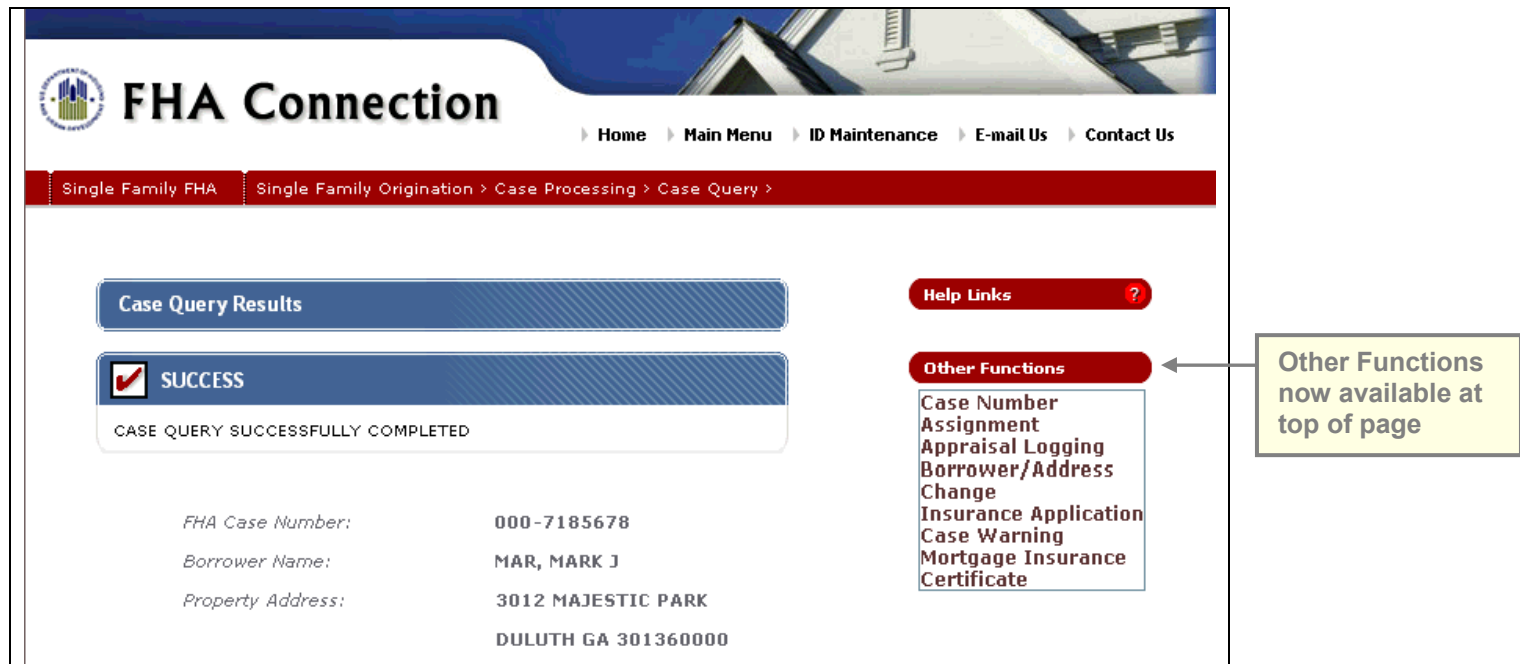 FHA Connection
Home Main Menu ID Maintenance E-mail Us Contact Us
Single Family FHA Single Family Origination > Case Processing > Case Query >
Case Query Results
Help Links ?
SUCCESS
CASE QUERY SUCCESSFULLY COMPLETED
Other Functions
Case Number
Assignment
Appraisal Logging
Borrower/Address
Change
Insurance Application
Case Warning
Mortgage Insurance
Certificate
Other Functions
now available at
top of page
FHA Case Number: 000-7185678
Borrower Name: MAR, MARK J
Property Address: 3012 MAJESTIC PARK
DULUTH GA 301360000